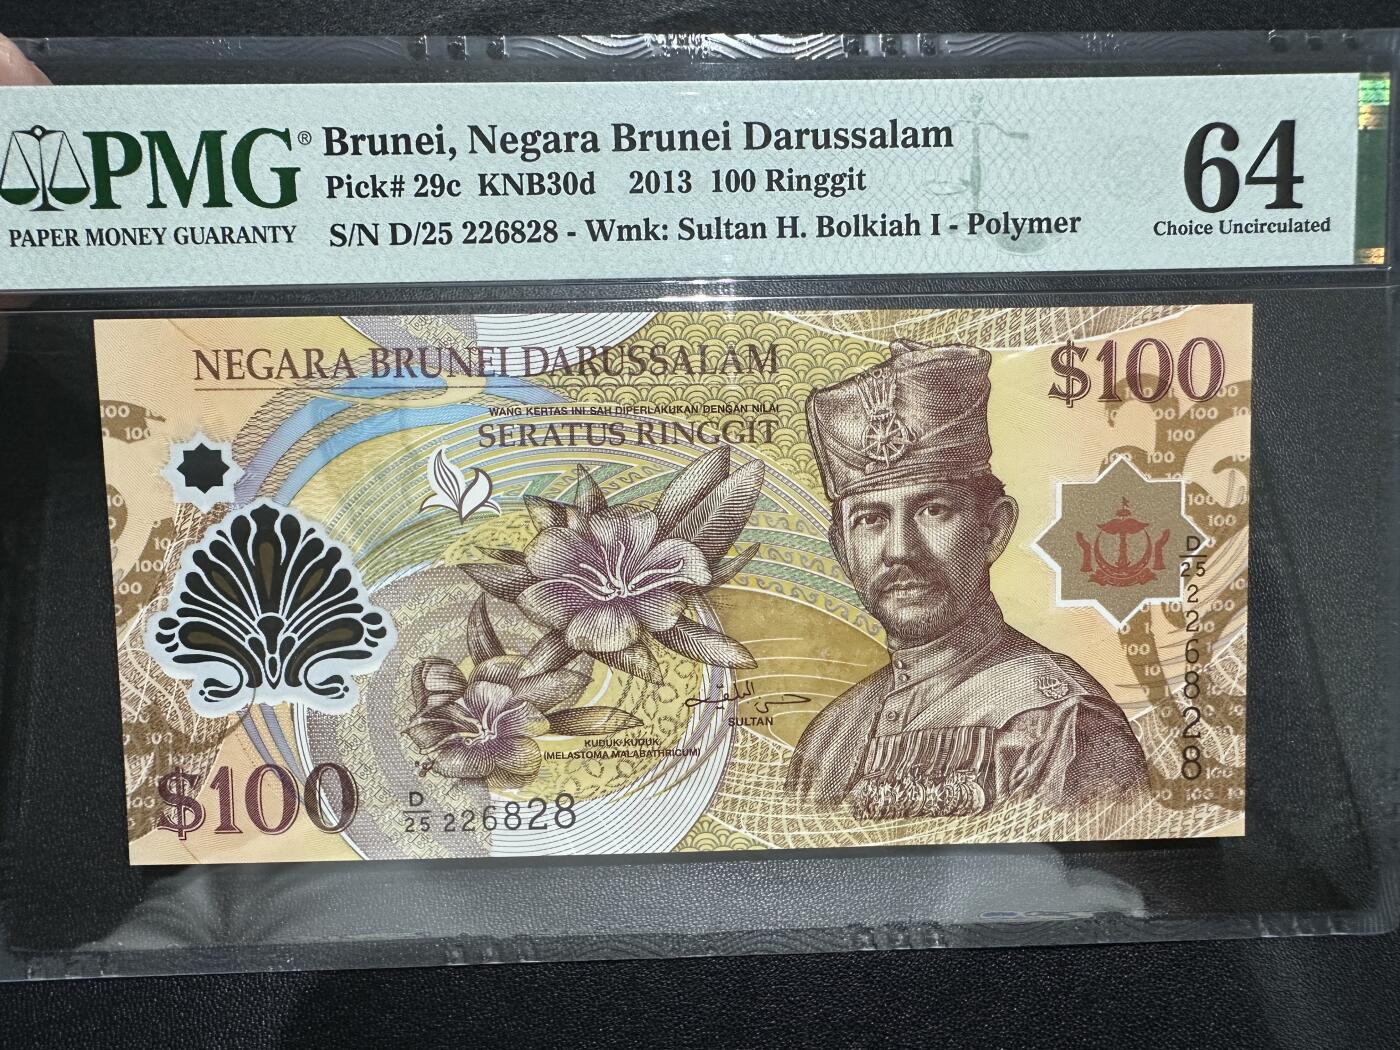 PMG® Brunei, Negara Brunei Darussalam
Pick# 29c KNB30d 2013 100 Ringgit
PAPER MONEY GUARANTY S/N D/25 226828 - Wmk: Sultan H. Bolkiah I - Polymer
64
Choice Uncirculated
NEGARA BRUNEI DARUSSALAM
$100
WANG KERTAS INI SAH DIPERLAKUKAN DENGAN NILAI
SERATUS RINGGIT
D/25 226828
SULTAN
KUDUK-KUDUK
(MELASTOMA MALABATHRICUM)
$100
D/25 226828